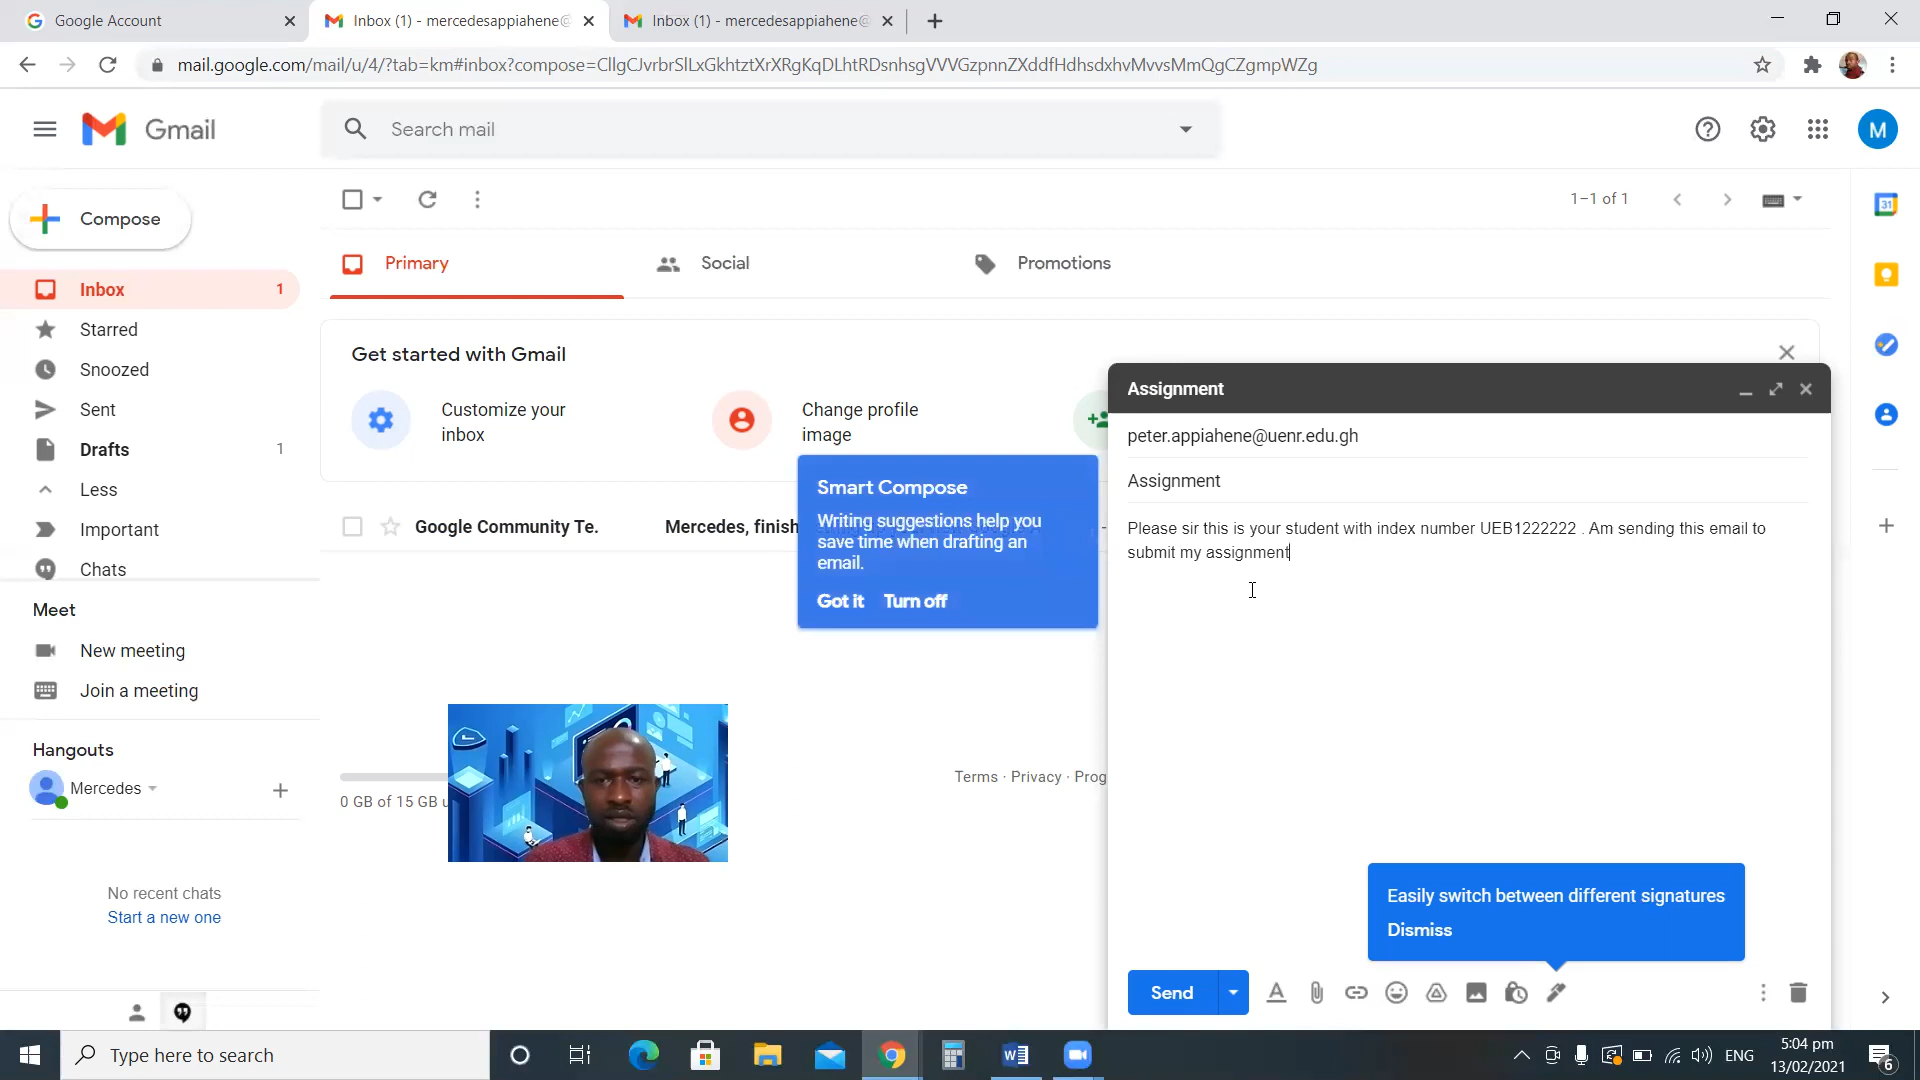 Google Account
Inbox (1) - mercedesappiahene@
Inbox (1) - mercedesappiahene@
mail.google.com/mail/u/4/?tab=km#inbox?compose=CllgCJvrbrSlLxGkhtztXrXRgKqDLhtRDsnhsgVVVGzpnnZXddfHdhsdxhvMvvsMmQgCZgmpWZg
Gmail
Search mail
M
Compose
1–1 of 1
Primary
Social
Promotions
Inbox 1
Starred
Snoozed
Sent
Drafts 1
Less
Important
Chats
Get started with Gmail
Customize your
inbox
Change profile
image
Google Community Te.
Mercedes, finish
Smart Compose
Writing suggestions help you
save time when drafting an
email.
Got it Turn off
Assignment
peter.appiahene@uenr.edu.gh
Assignment
Please sir this is your student with index number UEB1222222 . Am sending this email to
submit my assignment
Meet
New meeting
Join a meeting
Hangouts
Mercedes
No recent chats
Start a new one
0 GB of 15 GB
Terms · Privacy · Prog
Easily switch between different signatures
Dismiss
Send
31
Type here to search
ENG
5:04 pm
13/02/2021
6